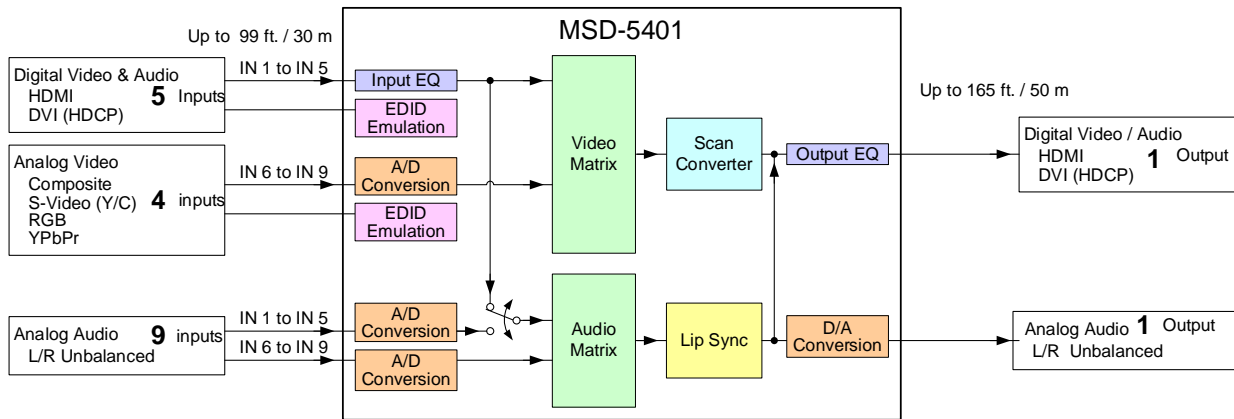 MSD-5401
Up to 99 ft. / 30 m
Digital Video & Audio
HDMI
DVI (HDCP)
5 Inputs
IN 1 to IN 5
Input EQ
EDID
Emulation
Analog Video
Composite
S-Video (Y/C)
RGB
YPbPr
4 inputs
IN 6 to IN 9
A/D
Conversion
EDID
Emulation
Analog Audio 9 inputs
L/R Unbalanced
IN 1 to IN 5
IN 6 to IN 9
A/D
Conversion
A/D
Conversion
Video
Matrix
Audio
Matrix
Scan
Converter
Lip Sync
Output EQ
D/A
Conversion
Up to 165 ft. / 50 m
Digital Video / Audio
HDMI
DVI (HDCP)
1 Output
Analog Audio 1 Output
L/R Unbalanced